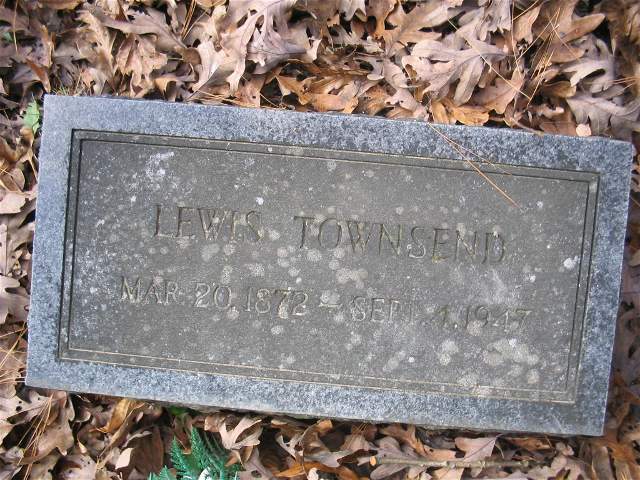 LEWIS TOWNSEND
MAR. 20, 1872 — SEPT. 4, 1947